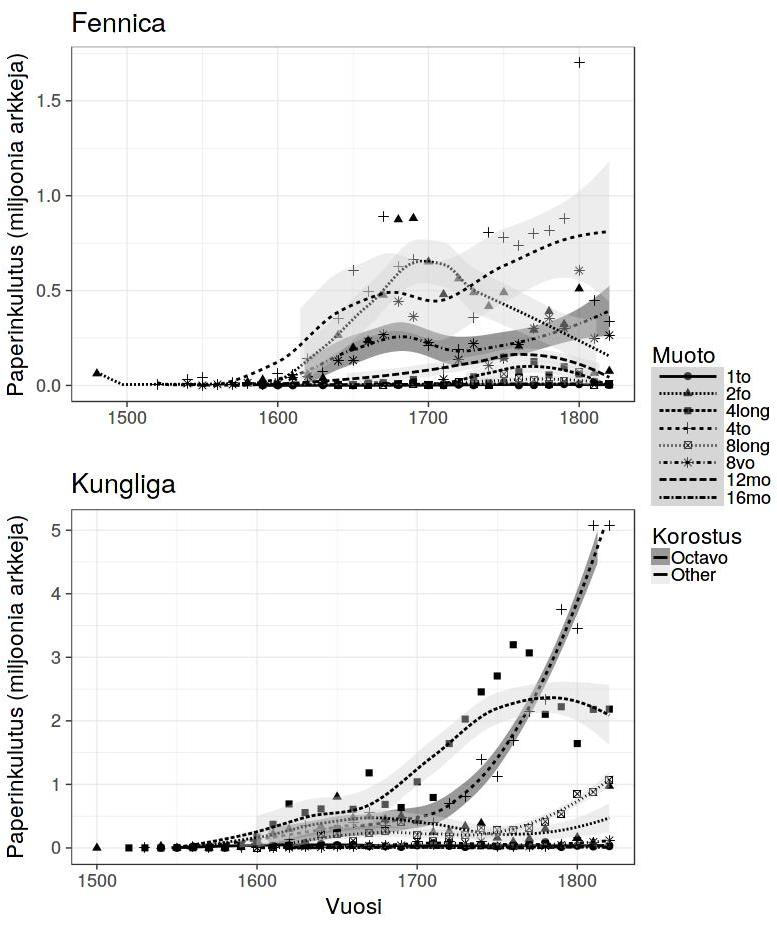 Fennica
Paperinkulutus (miljoonia arkkeja)
1.5
1.0
0.5
0.0
1500
1600
1700
1800
Muoto
1to
2fo
4long
4to
8long
8vo
12mo
16mo
Korostus
Octavo
Other
Kungliga
Paperinkulutus (miljoonia arkkeja)
5
4
3
2
1
0
1500
1600
1700
1800
Vuosi